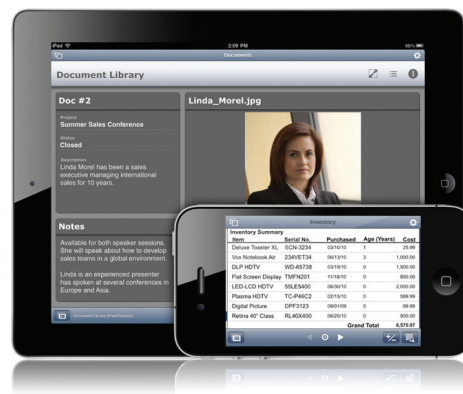 iPad
2:09 PM
96%
Documents
Document Library
Doc #2
Project
Summer Sales Conference
Status
Closed
Description
Linda Morel has been a sales
executive managing international
sales for 10 years.
Notes
Available for both speaker sessions.
She will speak about how to develop
sales teams in a global environment.
Linda is an experienced presenter
has spoken at several conferences in
Europe and Asia.
Linda_Morel.jpg
Inventory
Inventory Summary
Item Serial No. Purchased Age (Years) Cost
Deluxe Toaster XL SCN-3234 03/10/10 1 25.99
Vox Notebook Air 234VET34 06/13/10 3 1,000.00
DLP HDTV WD-65738 03/19/10 0 1,500.00
Flat Screen Display TMFN201 11/18/10 0 850.00
LED-LCD HDTV 55LE5400 06/30/10 0 2,000.00
Plasma HDTV TC-P46C2 02/15/10 0 599.99
Digital Picture DPF3123 09/01/09 0 99.99
Retina 40" Class RL40X400 06/25/10 0 500.00
Grand Total 6,575.97